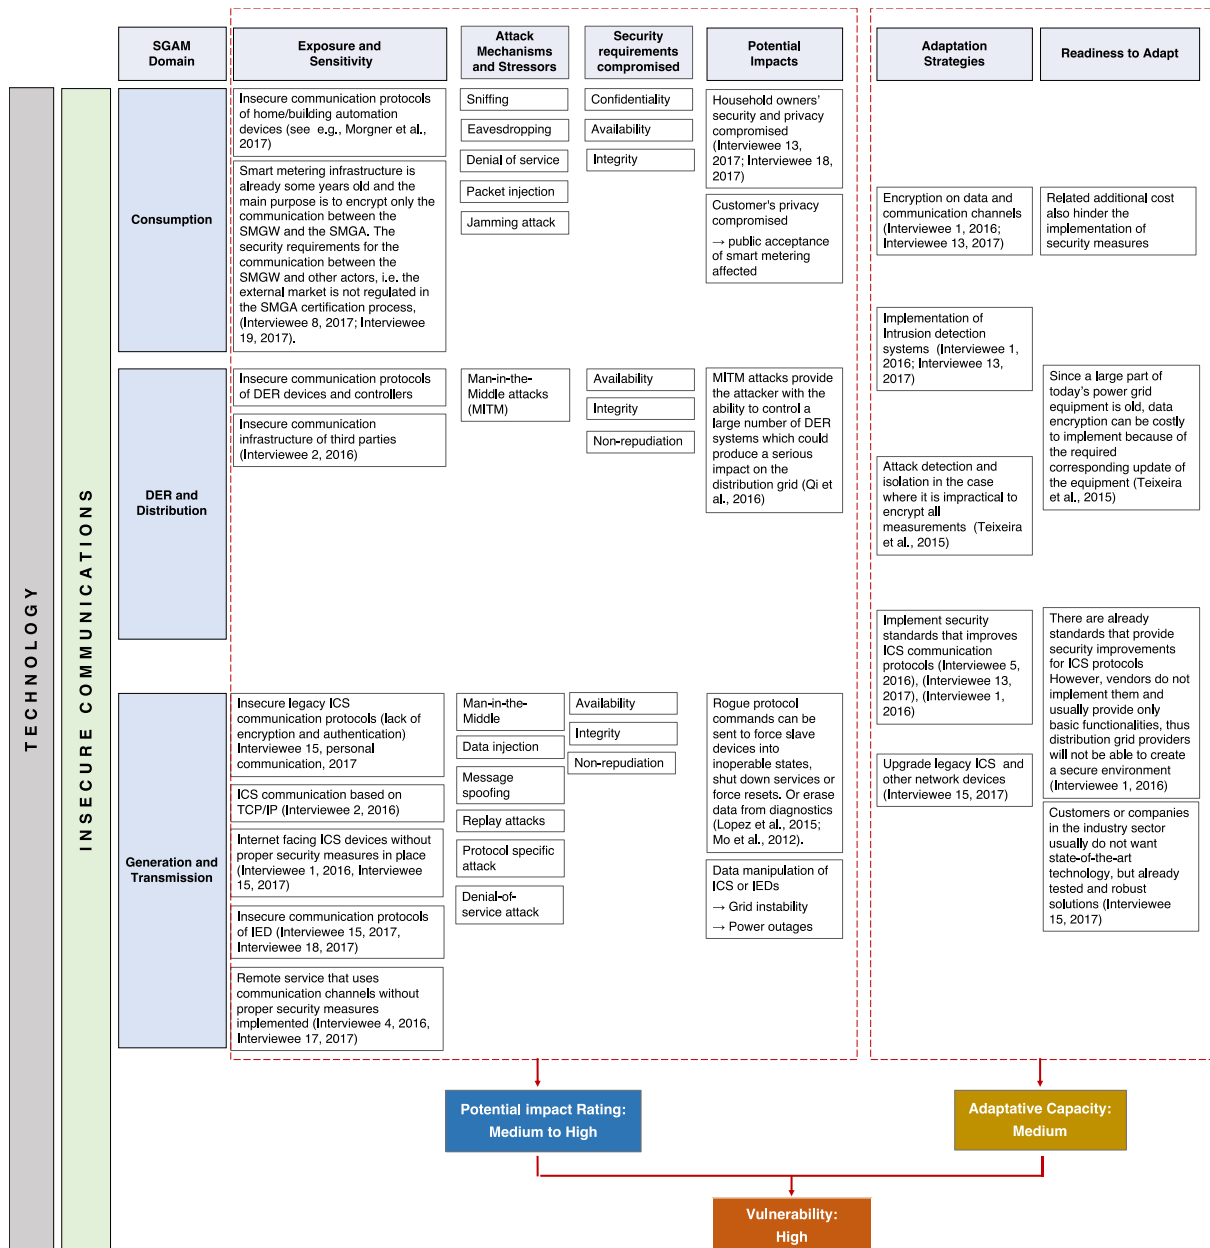 SGAM
Domain
Exposure and
Sensitivity
Attack
Mechanisms
and Stressors
Security
requirements
compromised
Potential
Impacts
Adaptation
Strategies
Readiness to Adapt
TECHNOLOGY
INSECURE COMMUNICATIONS
Consumption
Insecure communication protocols
of home/building automation
devices (see e.g., Morgner et al.,
2017)
Smart metering infrastructure is
already some years old and the
main purpose is to encrypt only the
communication between the
SMGW and the SMGA. The
security requirements for the
communication between the
SMGW and other actors, i.e. the
external market is not regulated in
the SMGA certification process,
(Interviewee 8, 2017; Interviewee
19, 2017).
Sniffing
Eavesdropping
Denial of service
Packet injection
Jamming attack
Confidentiality
Availability
Integrity
Household owners'
security and privacy
compromised
(Interviewee 13,
2017; Interviewee 18,
2017)
Customer's privacy
compromised
→ public acceptance
of smart metering
affected
Encryption on data and
communication channels
(Interviewee 1, 2016;
Interviewee 13, 2017)
Related additional cost
also hinder the
implementation of
security measures
Implementation of
Intrusion detection
systems (Interviewee 1,
2016; Interviewee 13,
2017)
DER and
Distribution
Insecure communication protocols
of DER devices and controllers
Insecure communication
infrastructure of third parties
(Interviewee 2, 2016)
Man-in-the-
Middle attacks
(MITM)
Availability
Integrity
Non-repudiation
MITM attacks provide
the attacker with the
ability to control a
large number of DER
systems which could
produce a serious
impact on the
distribution grid (Qi et
al., 2016)
Attack detection and
isolation in the case
where it is impractical to
encrypt all
measurements (Teixeira
et al., 2015)
Since a large part of
today's power grid
equipment is old, data
encryption can be costly
to implement because of
the required
corresponding update of
the equipment (Teixeira
et al., 2015)
Generation and
Transmission
Insecure legacy ICS
communication protocols (lack of
encryption and authentication)
Interviewee 15, personal
communication, 2017
ICS communication based on
TCP/IP (Interviewee 2, 2016)
Internet facing ICS devices without
proper security measures in place
(Interviewee 1, 2016, Interviewee
15, 2017)
Insecure communication protocols
of IED (Interviewee 15, 2017,
Interviewee 18, 2017)
Remote service that uses
communication channels without
proper security measures
implemented (Interviewee 4, 2016,
Interviewee 17, 2017)
Man-in-the-
Middle
Data injection
Message
spoofing
Replay attacks
Protocol specific
attack
Denial-of-
service attack
Availability
Integrity
Non-repudiation
Rogue protocol
commands can be
sent to force slave
devices into
inoperable states,
shut down services or
force resets. Or erase
data from diagnostics
(Lopez et al., 2015;
Mo et al., 2012).
Data manipulation of
ICS or IEDs
→ Grid instability
→ Power outages
Implement security
standards that improves
ICS communication
protocols (Interviewee 5,
2016), (Interviewee 13,
2017), (Interviewee 1,
2016)
Upgrade legacy ICS and
other network devices
(Interviewee 15, 2017)
There are already
standards that provide
security improvements
for ICS protocols
However, vendors do not
implement them and
usually provide only
basic functionalities, thus
distribution grid providers
will not be able to create
a secure environment
(Interviewee 1, 2016)
Customers or companies
in the industry sector
usually do not want
state-of-the-art
technology, but already
tested and robust
solutions (Interviewee
15, 2017)
Potential impact Rating:
Medium to High
Adaptative Capacity:
Medium
Vulnerability:
High